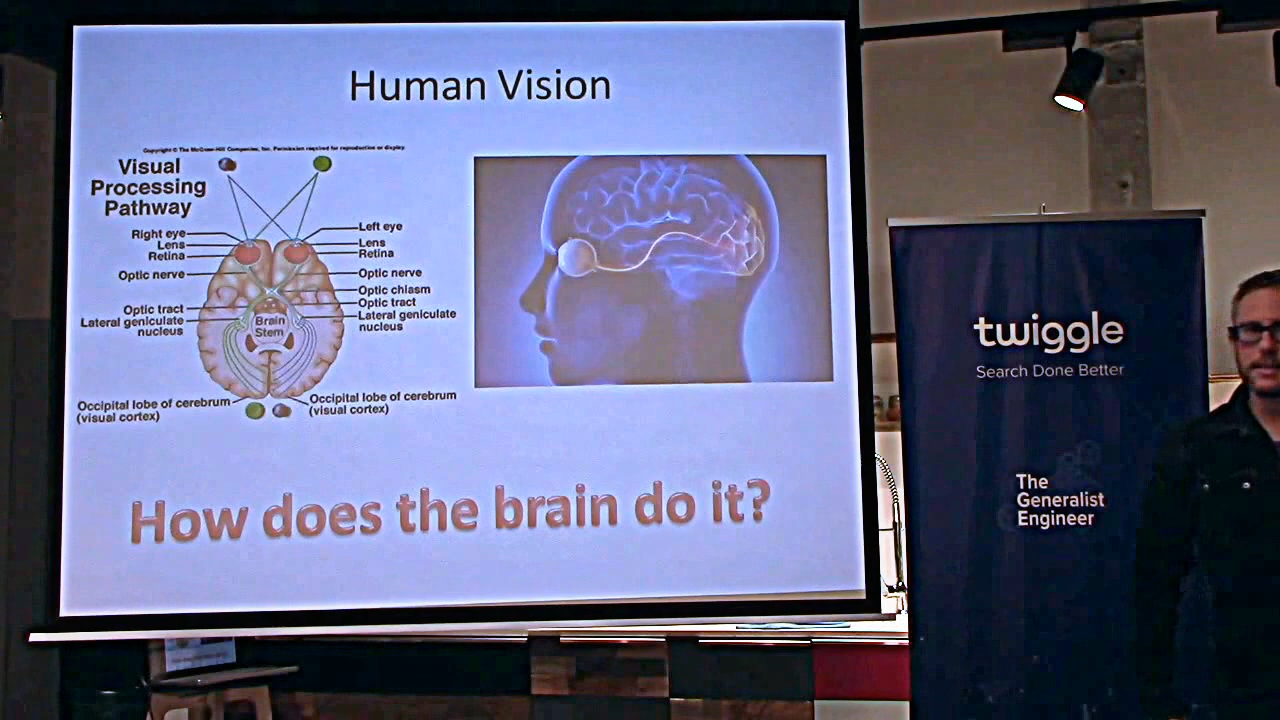 Human Vision
Copyright © The McGraw-Hill Companies, Inc. Permission required for reproduction or display.
Visual
Processing
Pathway
Right eye
Lens
Retina
Optic nerve
Optic tract
Lateral geniculate
nucleus
Left eye
Lens
Retina
Optic nerve
Optic chiasm
Optic tract
Lateral geniculate
nucleus
Brain
Stem
Occipital lobe of cerebrum
(visual cortex)
Occipital lobe of cerebrum
(visual cortex)
How does the brain do it?
twiggle
Search Done Better
The
Generalist
Engineer